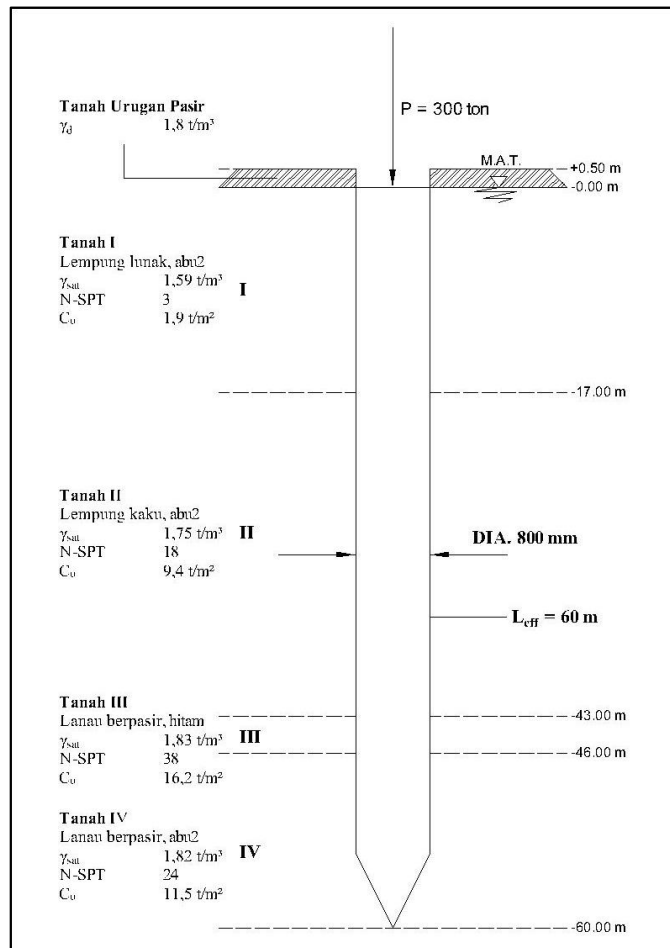 P = 300 ton
Tanah Urugan Pasir
γd 1,8 t/m³
M.A.T.
+0.50 m
-0.00 m
Tanah I
Lempung lunak, abu2
γsat 1,59 t/m³
N-SPT 3
Cu 1,9 t/m²
I
-17.00 m
Tanah II
Lempung kaku, abu2
γsat 1,75 t/m³
N-SPT 18
Cu 9,4 t/m²
II
DIA. 800 mm
Leff = 60 m
Tanah III
Lanau berpasir, hitam
γsat 1,83 t/m³
N-SPT 38
Cu 16,2 t/m²
III
-43.00 m
-46.00 m
Tanah IV
Lanau berpasir, abu2
γsat 1,82 t/m³
N-SPT 24
Cu 11,5 t/m²
IV
-60.00 m